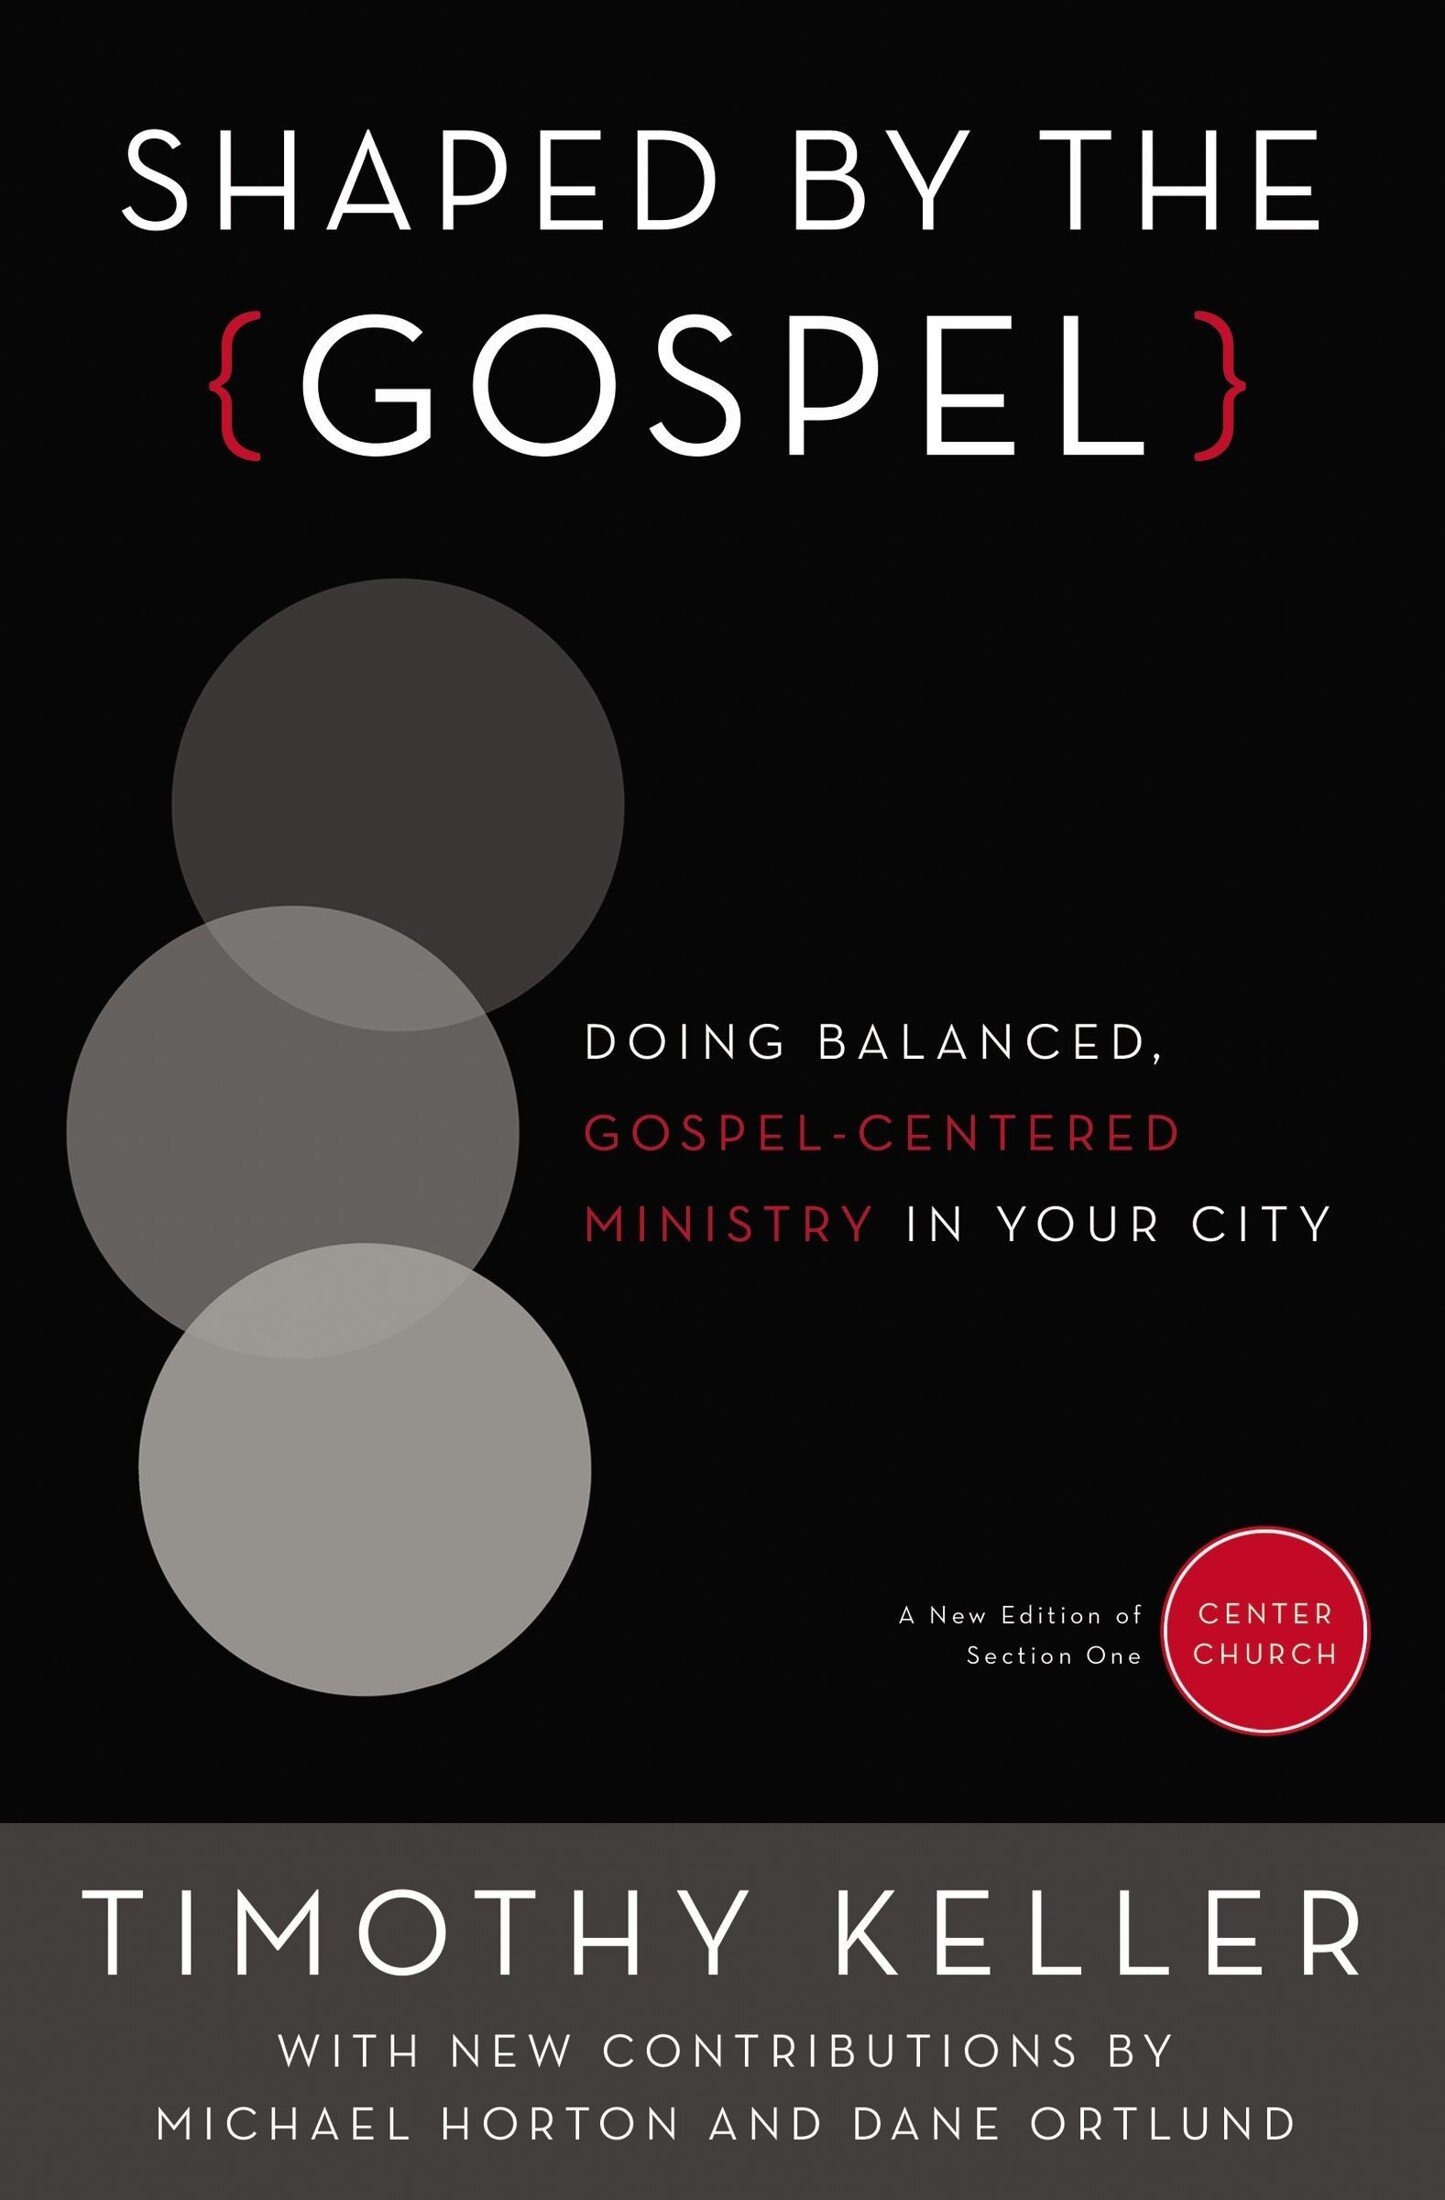 SHAPED BY THE
{GOSPEL}
DOING BALANCED,
GOSPEL-CENTERED
MINISTRY IN YOUR CITY
A New Edition of
Section One
CENTER
CHURCH
TIMOTHY KELLER
WITH NEW CONTRIBUTIONS BY
MICHAEL HORTON AND DANE ORTLUND